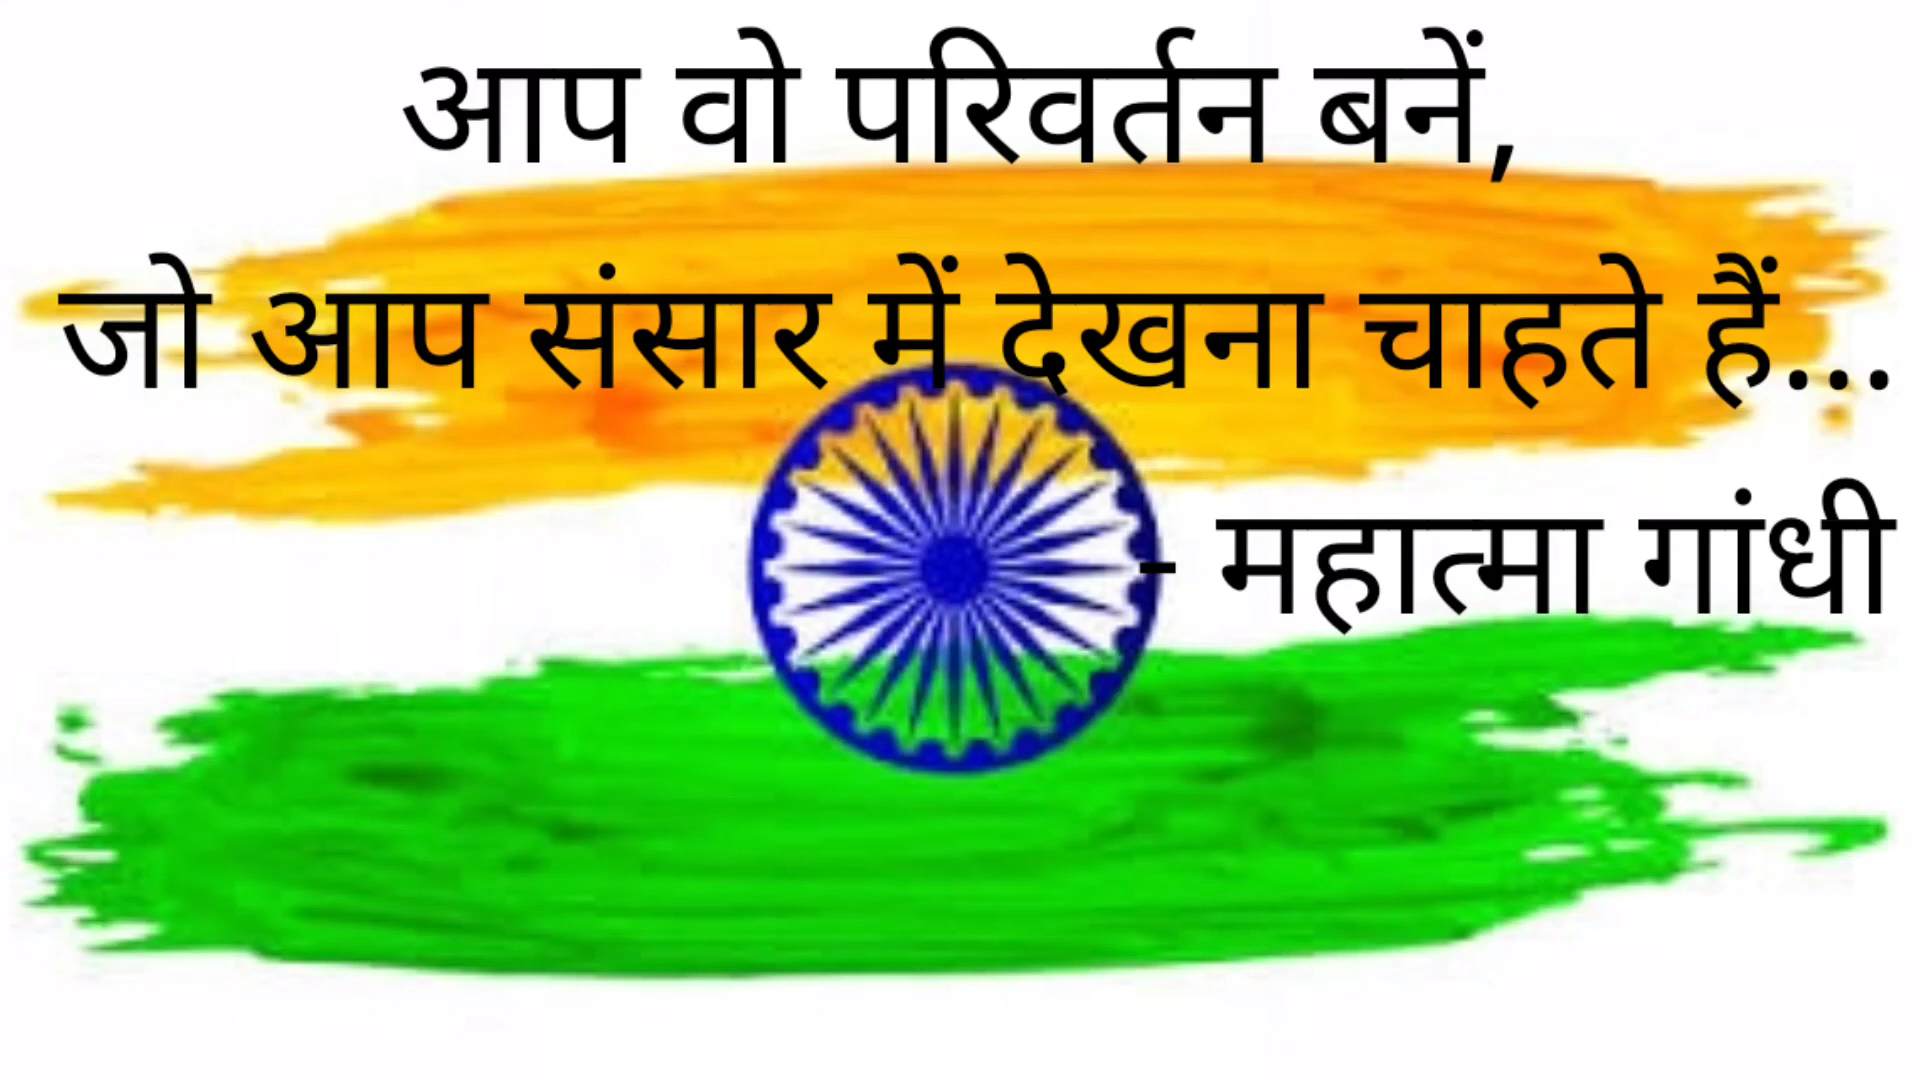 आप वो परिवर्तन बनें,
जो आप संसार में देखना चाहते हैं...
- महात्मा गांधी